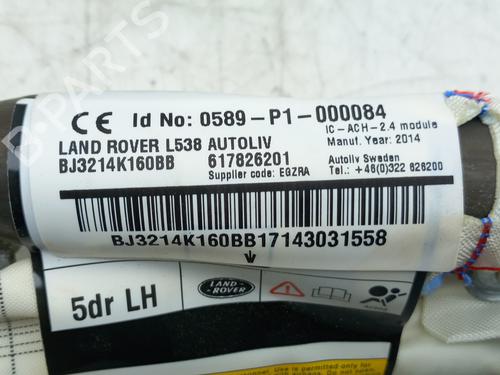 CE Id No: 0589-P1-000084
IC-ACH-2.4 module
LAND ROVER L538 AUTOLIV Manuf. Year: 2014
BJ3214K160BB 617826201 Autoliv Sweden
Supplier code: EGZRA Tel.: +46(0)322 626200
BJ3214K160BB17143031558
5dr LH
LAND-
ROVER
Airbag
B-PARTS